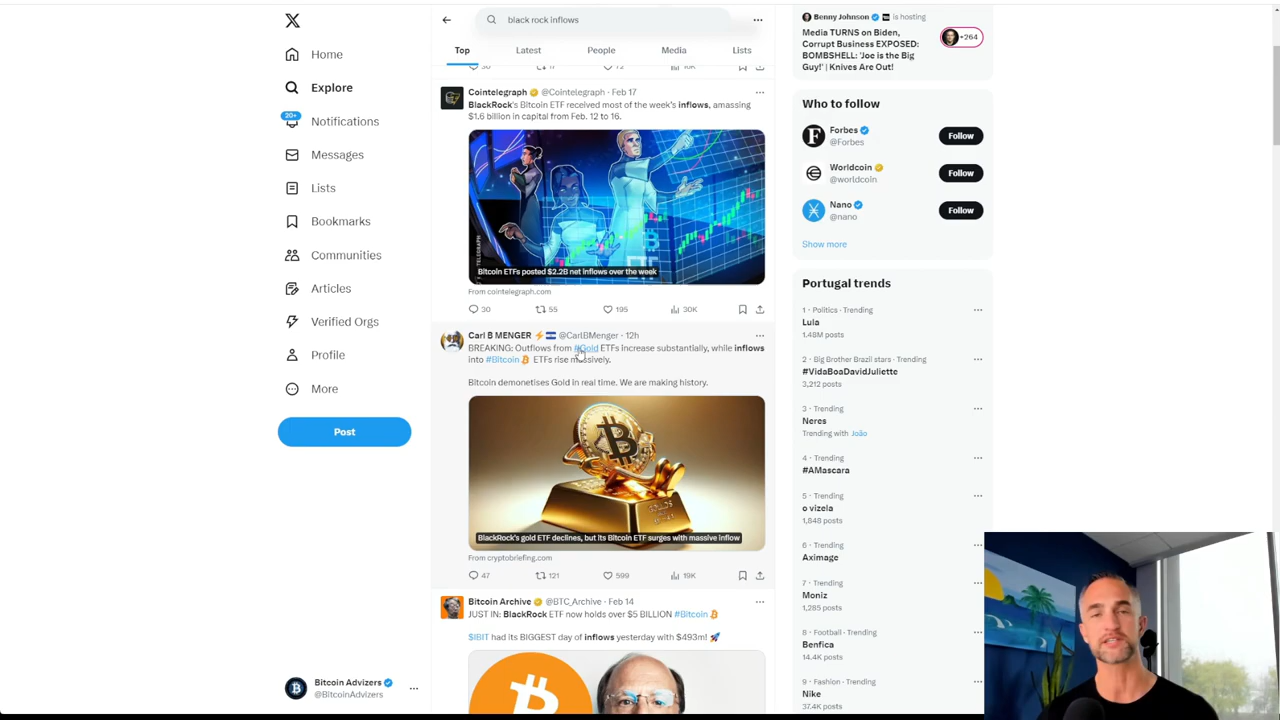 Home
Explore
20+
Notifications
Messages
Lists
Bookmarks
Communities
Articles
Verified Orgs
Profile
More
Post
Bitcoin Advizers
@BitcoinAdvizers
black rock inflows
Top
Latest
People
Media
Lists
Cointelegraph @Cointelegraph · Feb 17
BlackRock's Bitcoin ETF received most of the week's inflows, amassing
$1.6 billion in capital from Feb. 12 to 16.
Bitcoin ETFs posted $2.2B net inflows over the week
From cointelegraph.com
30
55
195
30K
Carl B MENGER @CarlBMenger · 12h
BREAKING: Outflows from #Gold ETFs increase substantially, while inflows
into #Bitcoin ETFs rise massively.
Bitcoin demonetises Gold in real time. We are making history.
BlackRock's gold ETF declines, but its Bitcoin ETF surges with massive inflow
From cryptobriefing.com
47
121
599
19K
Bitcoin Archive @BTC_Archive · Feb 14
JUST IN: BlackRock ETF now holds over $5 BILLION #Bitcoin
$IBIT had its BIGGEST day of inflows yesterday with $493m!
Benny Johnson is hosting
Media TURNS on Biden,
Corrupt Business EXPOSED:
BOMBSHELL: 'Joe is the Big
Guy!' | Knives Are Out!
+264
Who to follow
Forbes
@Forbes
Follow
Worldcoin
@worldcoin
Follow
Nano
@nano
Follow
Show more
Portugal trends
1 · Politics · Trending
Lula
1.48M posts
2 · Big Brother Brazil stars · Trending
#VidaBoaDavidJuliette
3,212 posts
3 · Trending
Neres
Trending with João
4 · Trending
#AMascara
5 · Trending
o vizela
1,848 posts
6 · Trending
Aximage
7 · Trending
Moniz
1,285 posts
8 · Football · Trending
Benfica
14.4K posts
9 · Fashion · Trending
Nike
37.4K posts